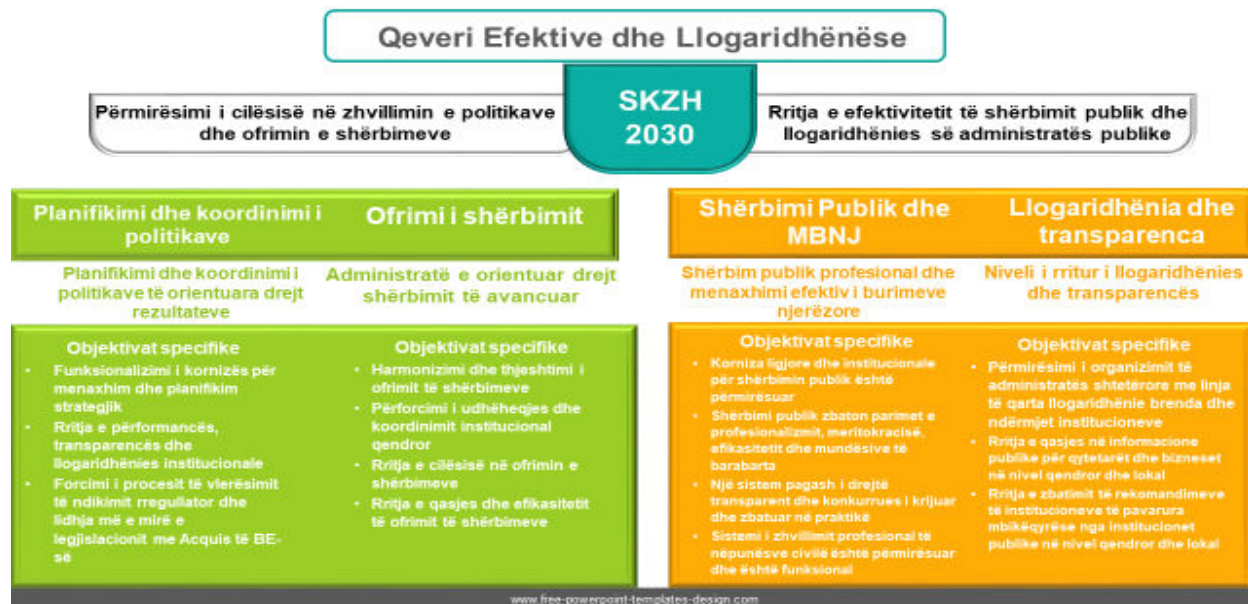 Qeveri Efektive dhe Llogaridhënëse
Përmirësimi i cilësisë në zhvillimin e politikave
dhe ofrimin e shërbimeve
SKZH
2030
Rritja e efektivitetit të shërbimit publik dhe
llogaridhënies së administratës publike
Planifikimi dhe koordinimi i
politikave
Ofrimi i shërbimit
Planifikimi dhe koordinimi i
politikave të orientuara drejt
rezultateve
Administratë e orientuar drejt
shërbimit të avancuar
Objektivat specifike
• Funksionalizimi i kornizës për
menaxhim dhe planifikim
strategjik
• Rritja e përformancës,
transparencës dhe
llogaridhënies institucionale
• Forcimi i procesit të vlerësimit
të ndikimit rregullator dhe
lidhja më e mirë e
legjislacionit me Acquis të BE-
së
Objektivat specifike
• Harmonizimi dhe thjeshtimi i
ofrimit të shërbimeve
• Përforcimi i udhëheqjes dhe
koordinimit institucional
qendror
• Rritja e cilësisë në ofrimin e
shërbimeve
• Rritja e qasjes dhe efikasitetit
të ofrimit të shërbimeve
Shërbimi Publik dhe
MBNJ
Llogaridhënia dhe
transparenca
Shërbim publik profesional dhe
menaxhimi efektiv i burimeve
njerëzore
Niveli i rritur i llogaridhënies
dhe transparencës
Objektivat specifike
• Korniza ligjore dhe institucionale
për shërbimin publik është
përmirësuar
• Shërbimi publik zbaton parimet e
profesionalizmit, meritokracisë,
efikasitetit dhe mundësive të
barabarta
• Një sistem pagash i drejtë
transparent dhe konkurrues i krijuar
dhe zbatuar në praktikë
• Sistemi i zhvillimit profesional të
nëpunësve civilë është përmirësuar
dhe është funksional
Objektivat specifike
• Përmirësimi i organizimit të
administratës shtetërore me linja
të qarta llogaridhënie brenda dhe
ndërmjet institucioneve
• Rritja e qasjes në informacione
publike për qytetarët dhe bizneset
në nivel qendror dhe lokal
• Rritja e zbatimit të rekomandimeve
të institucioneve të pavarura
mbikëqyrëse nga institucionet
publike në nivel qendror dhe lokal
www.free-powerpoint-templates-design.com